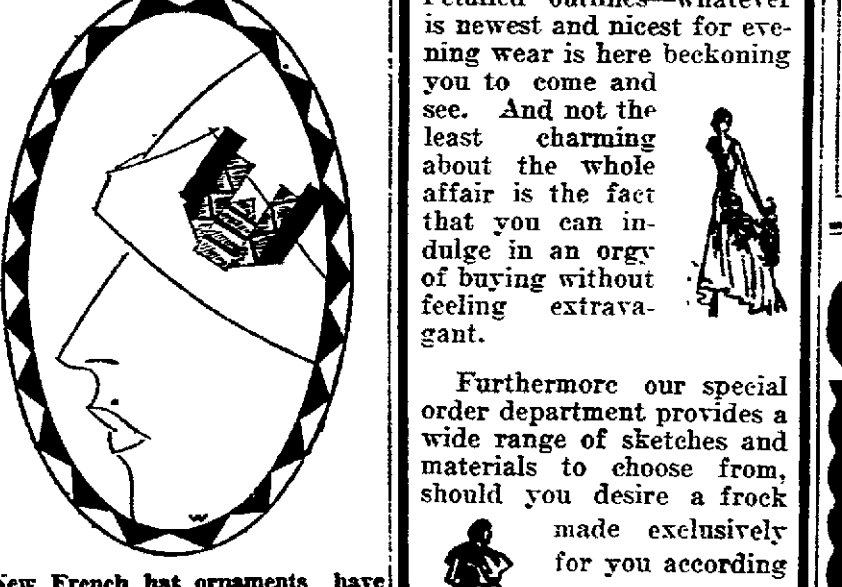 New French hat ornaments have
outlines—whatever
is newest and nicest for eve-
ning wear is here beckoning
you to come and
see. And not the
least charming
about the whole
affair is the fact
that you can in-
dulge in an orgy
of buying without
feeling extrava-
gant.
Furthermore our special
order department provides a
wide range of sketches and
materials to choose from,
should you desire a frock
made exclusively
for you according